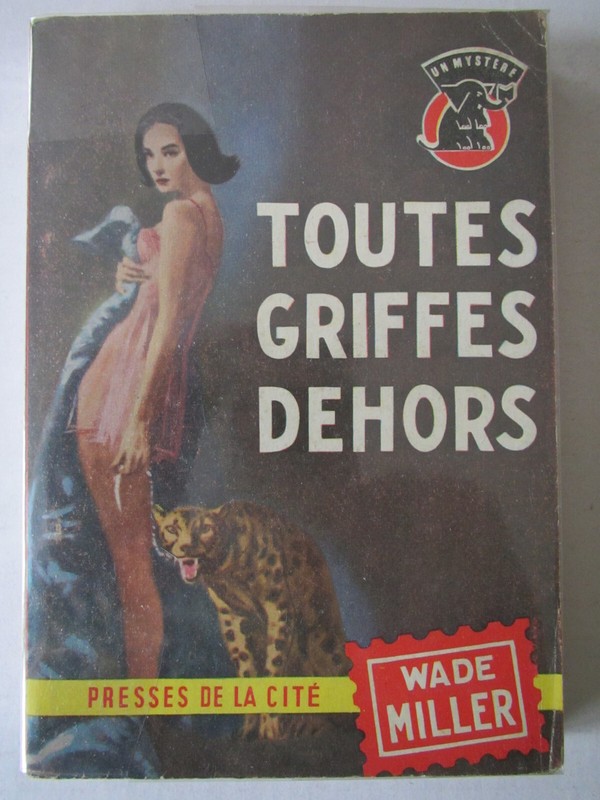 UN MYSTÈRE
TOUTES
GRIFFES
DEHORS
WADE
MILLER
PRESSES DE LA CITÉ